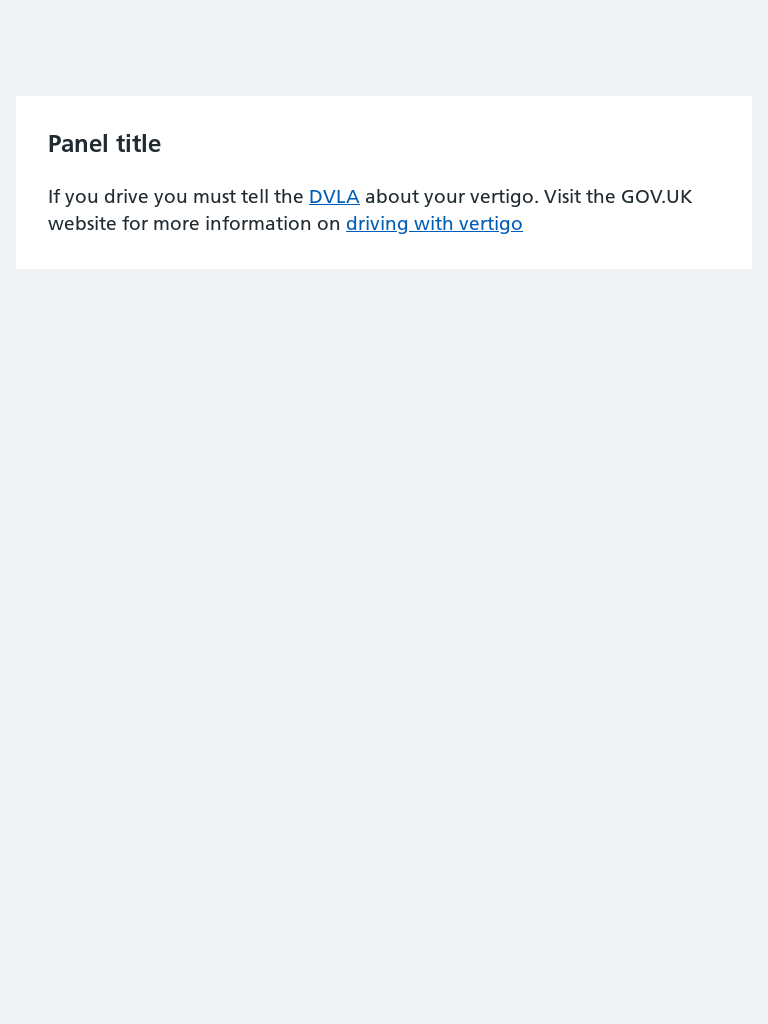 Panel title
If you drive you must tell the DVLA about your vertigo. Visit the GOV.UK
website for more information on driving with vertigo